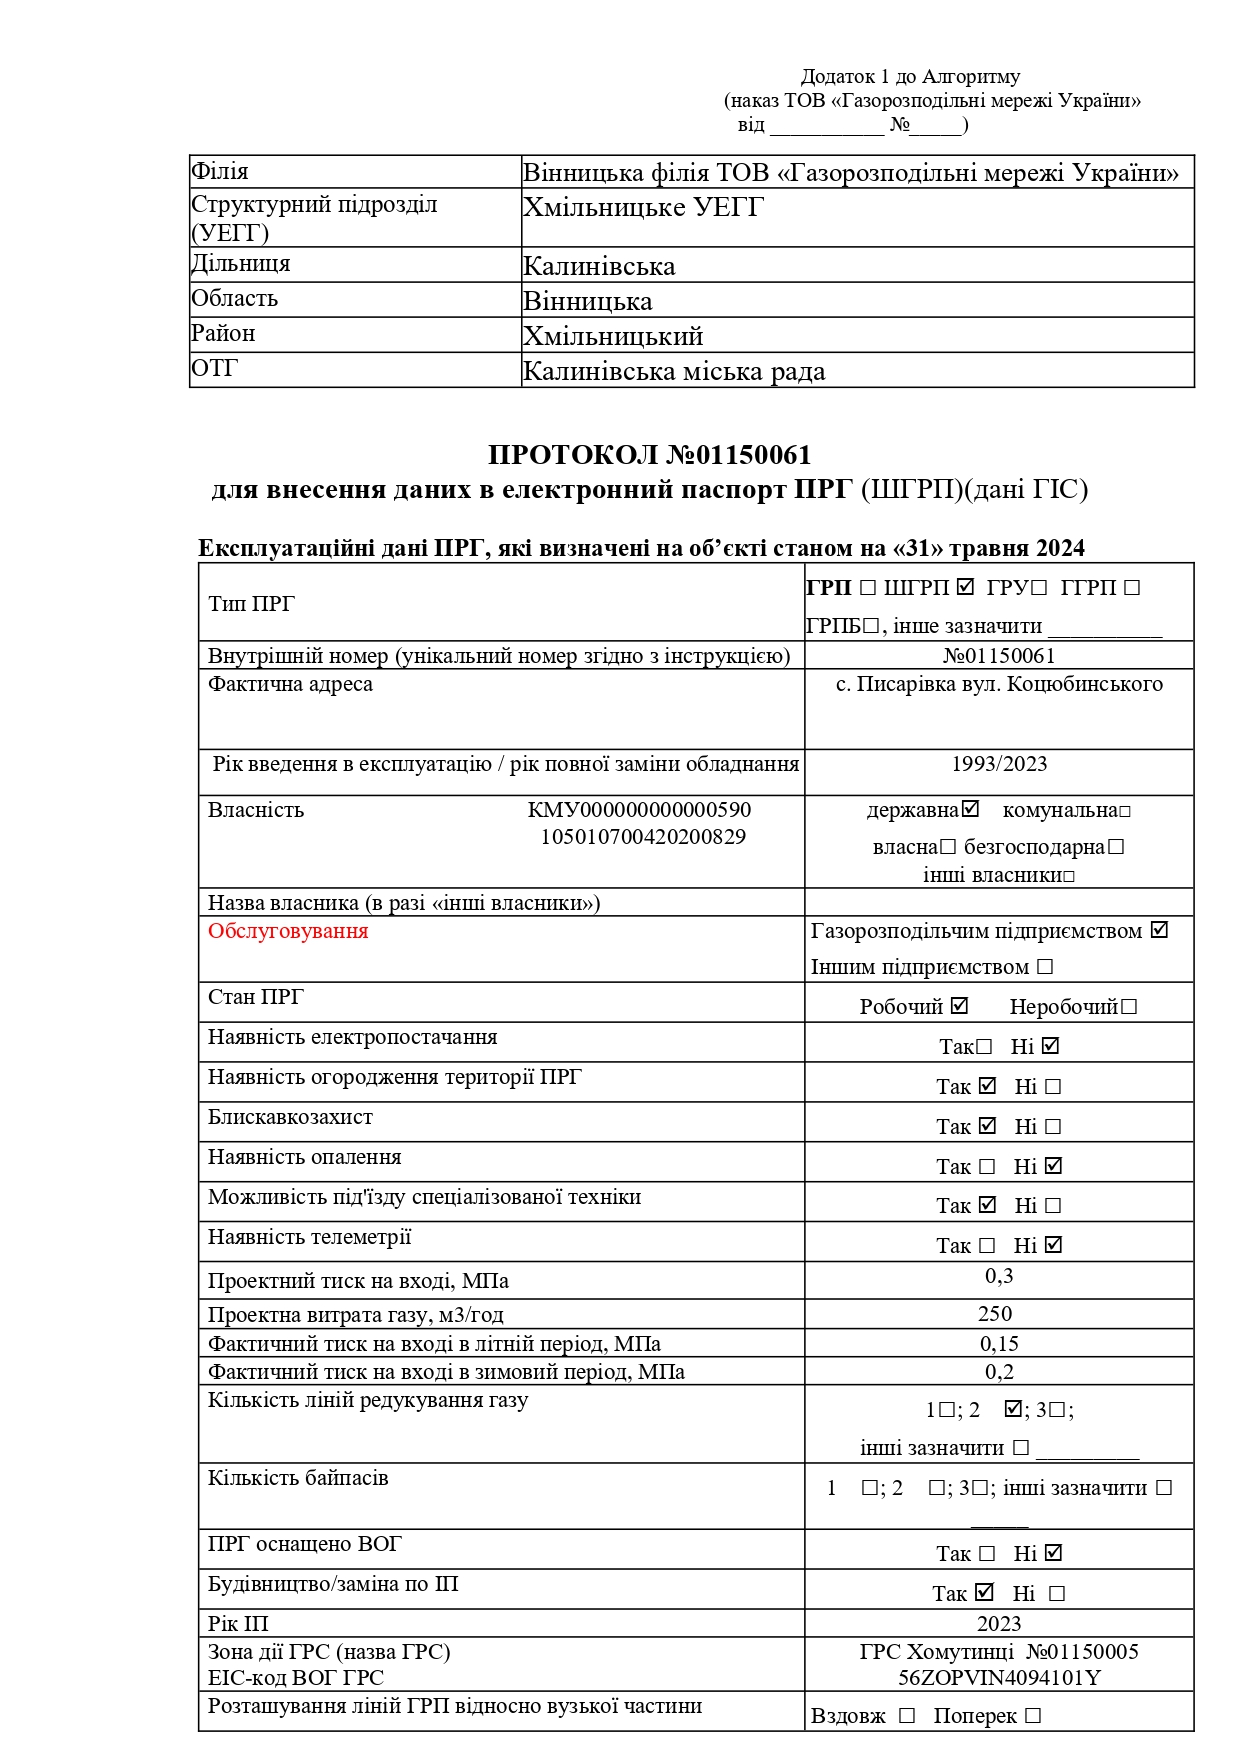 Додаток 1 до Алгоритму
(наказ ТОВ «Газорозподільні мережі України»
від ___________ №_____)
Філія Вінницька філія ТОВ «Газорозподільні мережі України»
Структурний підрозділ (УЕГГ) Хмільницьке УЕГГ
Дільниця Калинівська
Область Вінницька
Район Хмільницький
ОТГ Калинівська міська рада
ПРОТОКОЛ №01150061
для внесення даних в електронний паспорт ПРГ (ШГРП)(дані ГІС)
Експлуатаційні дані ПРГ, які визначені на об’єкті станом на «31» травня 2024
Тип ПРГ ГРП ☐ ШГРП ☑ ГРУ☐ ГГРП ☐
ГРПБ☐, інше зазначити ___________
Внутрішній номер (унікальний номер згідно з інструкцією) №01150061
Фактична адреса с. Писарівка вул. Коцюбинського
Рік введення в експлуатацію / рік повної заміни обладнання 1993/2023
Власність КМУ000000000000590 державна☑ комунальна□
105010700420200829 власна☐ безгосподарна☐
інші власники□
Назва власника (в разі «інші власники»)
Обслуговування Газорозподільчим підприємством ☑
Іншим підприємством ☐
Стан ПРГ Робочий ☑ Неробочий☐
Наявність електропостачання Так☐ Ні ☑
Наявність огородження території ПРГ Так ☑ Ні ☐
Блискавкозахист Так ☑ Ні ☐
Наявність опалення Так ☐ Ні ☑
Можливість під'їзду спеціалізованої техніки Так ☑ Ні ☐
Наявність телеметрії Так ☐ Ні ☑
Проектний тиск на вході, МПа 0,3
Проектна витрата газу, м3/год 250
Фактичний тиск на вході в літній період, МПа 0,15
Фактичний тиск на вході в зимовий період, МПа 0,2
Кількість ліній редукування газу 1☐; 2 ☑; 3☐;
інші зазначити ☐ _________
Кількість байпасів 1 ☐; 2 ☐; 3☐; інші зазначити ☐
_____
ПРГ оснащено ВОГ Так ☐ Ні ☑
Будівництво/заміна по ІП Так ☑ Ні ☐
Рік ІП 2023
Зона дії ГРС (назва ГРС) ГРС Хомутинці №01150005
ЕІС-код ВОГ ГРС 56ZOPVIN4094101Y
Розташування ліній ГРП відносно вузької частини Вздовж ☐ Поперек ☐